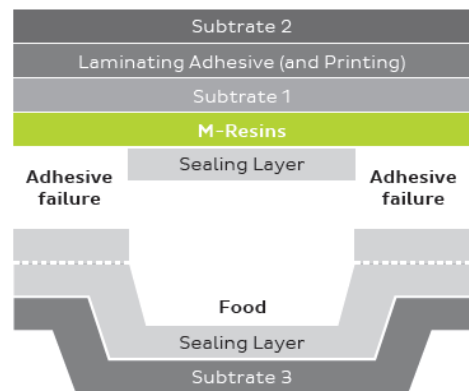 Subtrate 2
Laminating Adhesive (and Printing)
Subtrate 1
M-Resins
Sealing Layer
Adhesive
failure
Adhesive
failure
Food
Sealing Layer
Subtrate 3